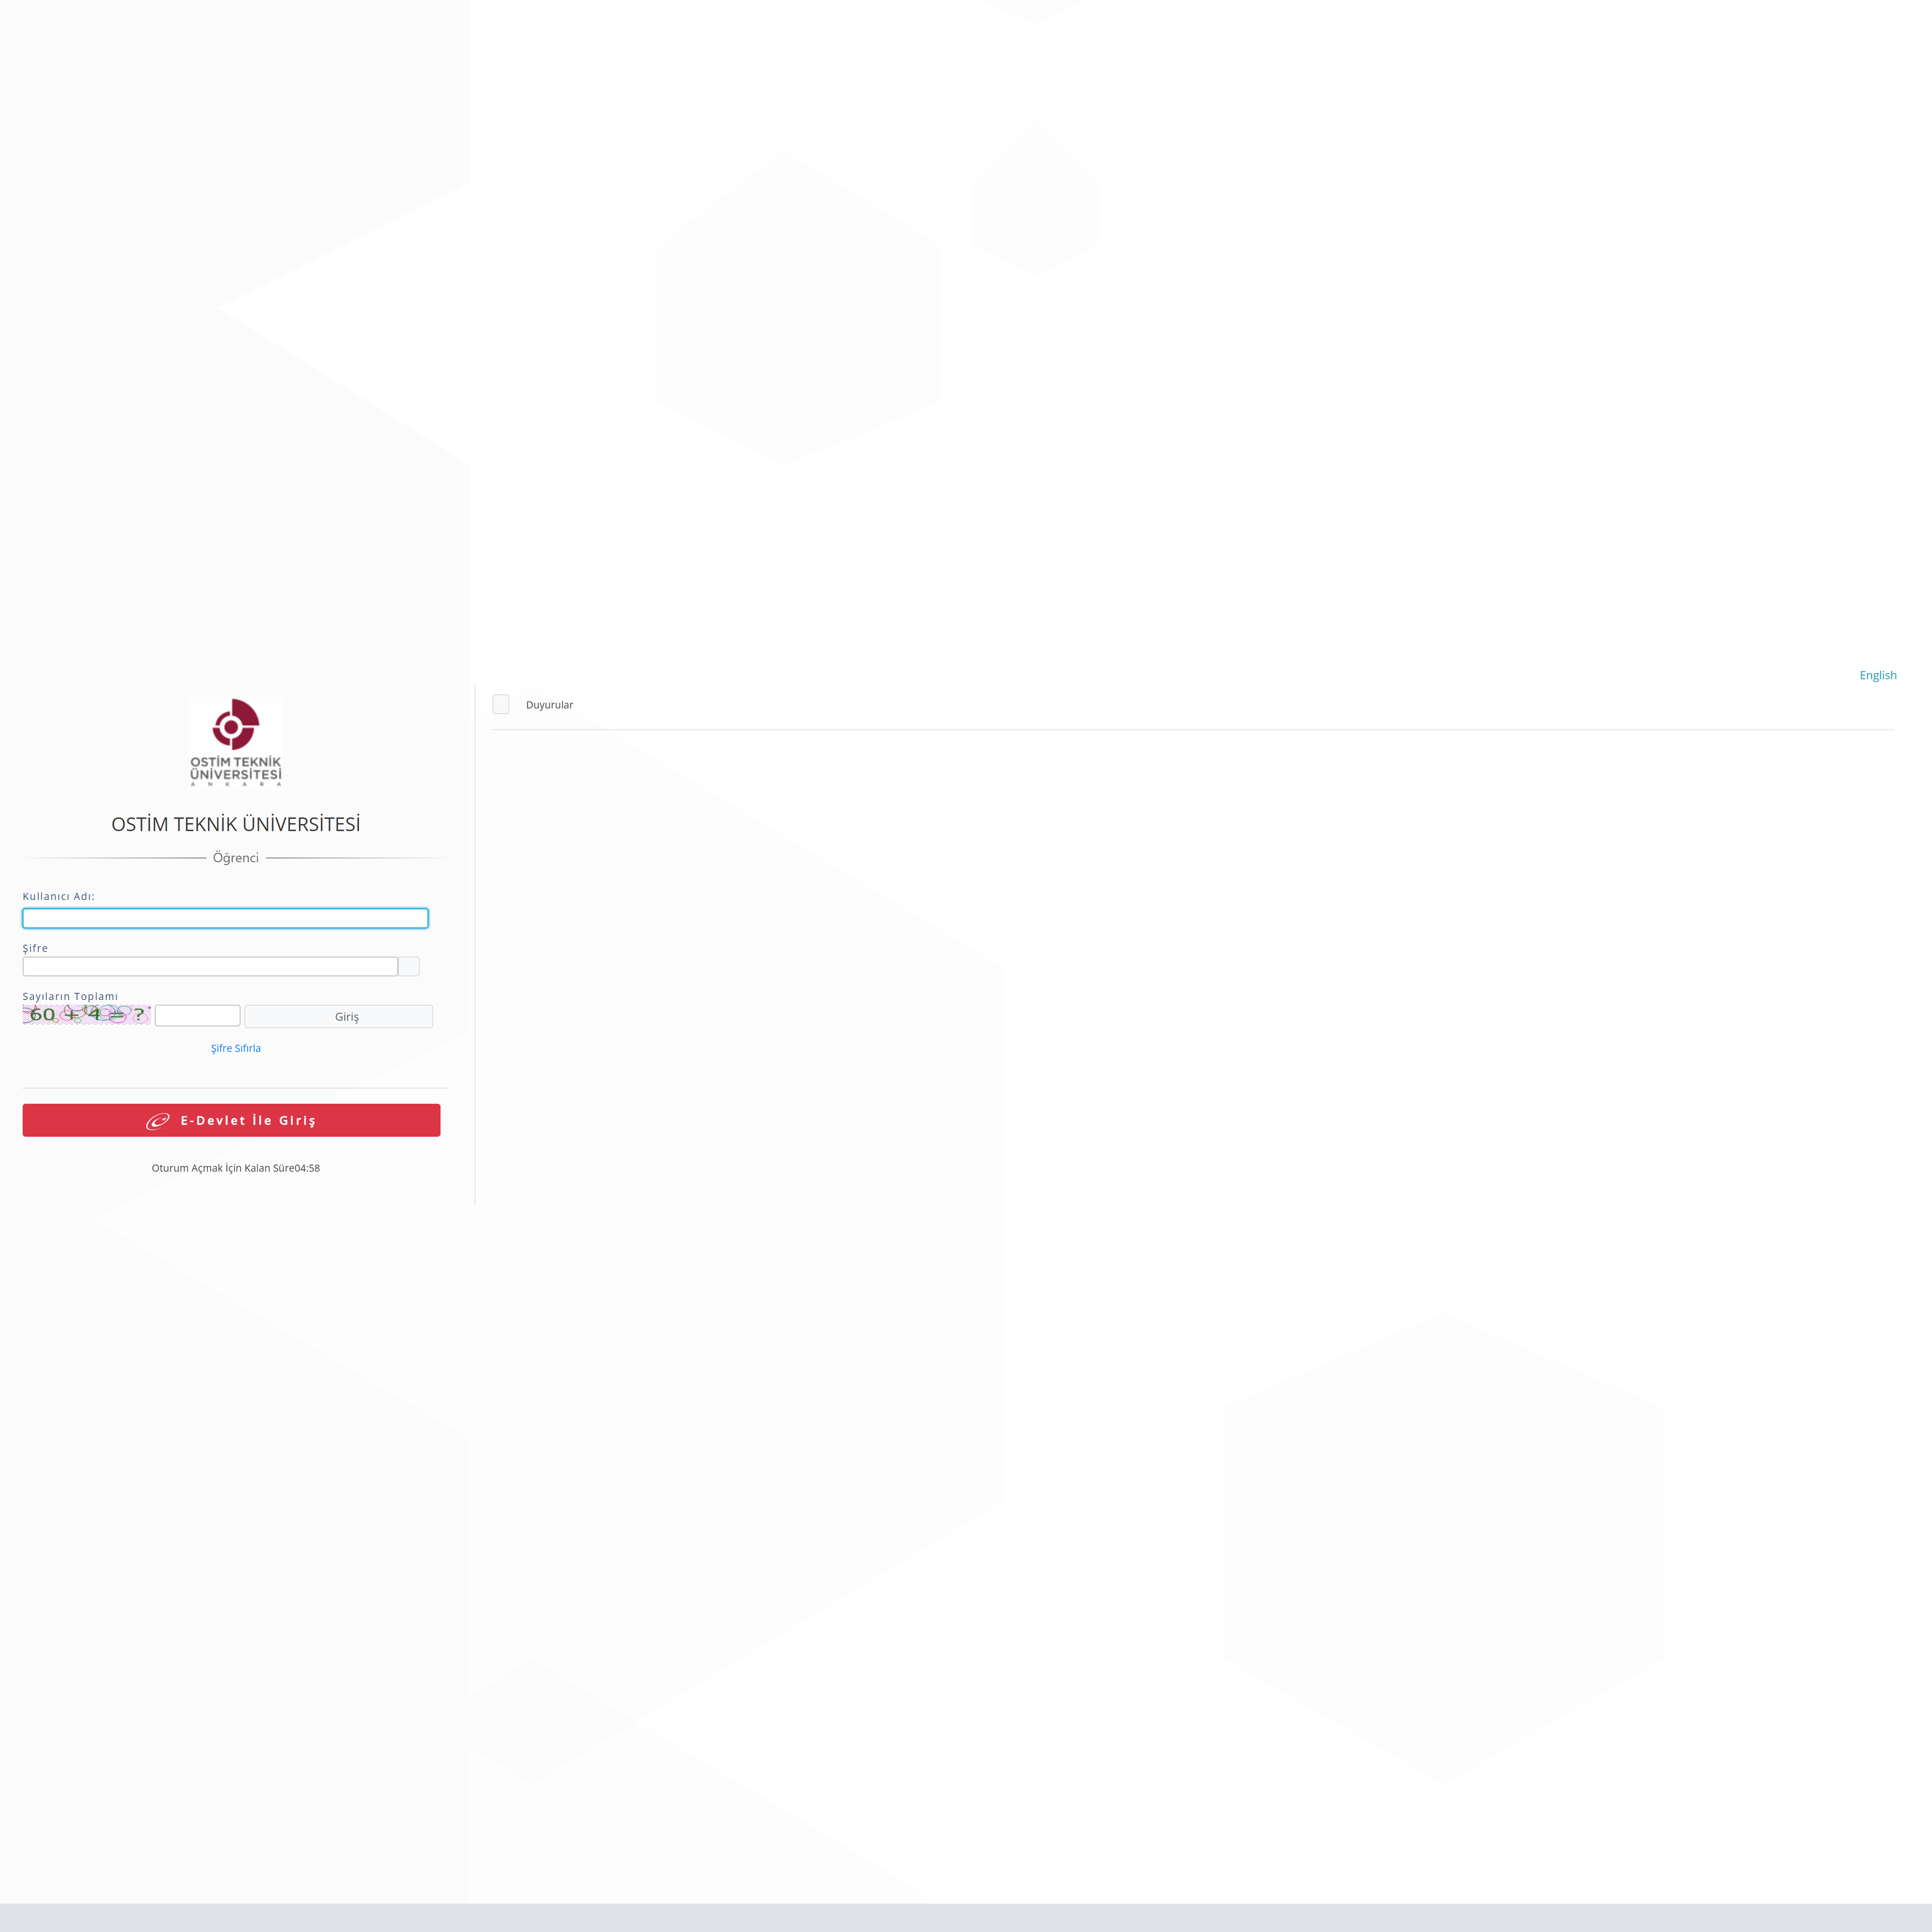 English
OSTİM TEKNİK
ÜNİVERSİTESİ
ANKARA
OSTİM TEKNİK ÜNİVERSİTESİ
Öğrenci
Kullanıcı Adı:
Şifre
Sayıların Toplamı
60 + 4 = ?
Giriş
Şifre Sıfırla
E-Devlet İle Giriş
Oturum Açmak İçin Kalan Süre04:58
Duyurular